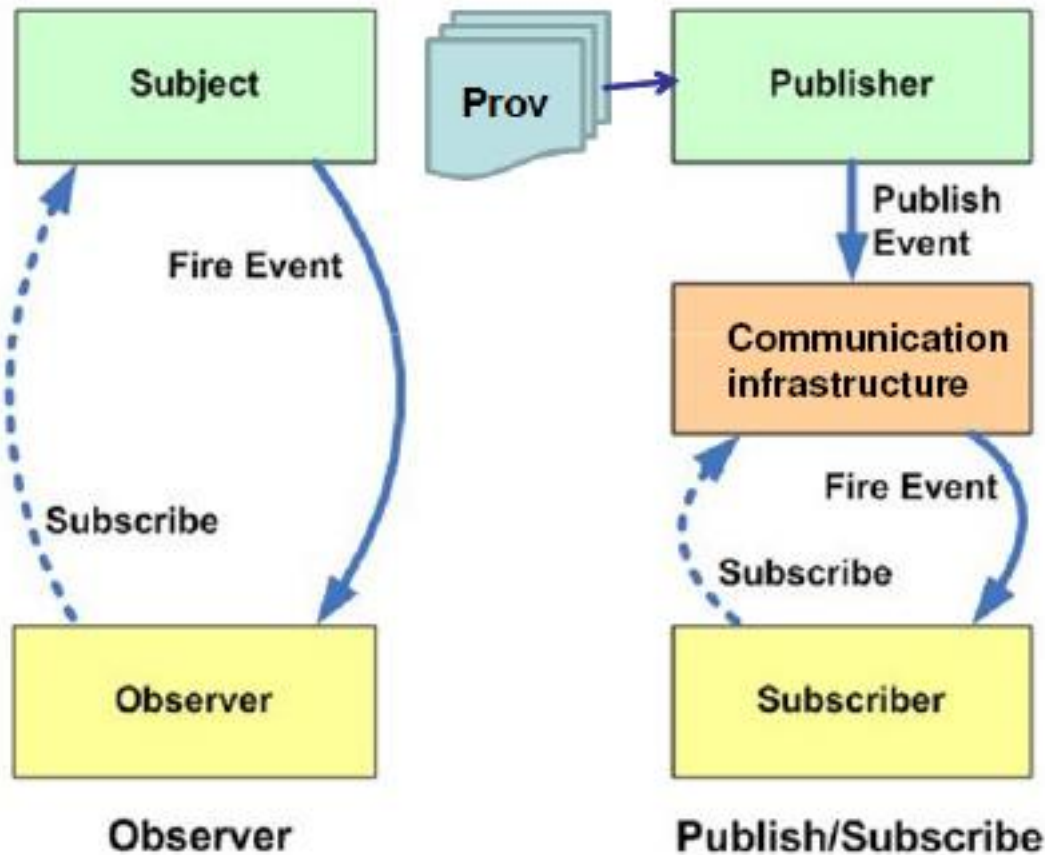 Subject
Prov
Publisher
Fire Event
Publish
Event
Communication
infrastructure
Subscribe
Fire Event
Subscribe
Observer
Subscriber
Observer
Publish/Subscribe